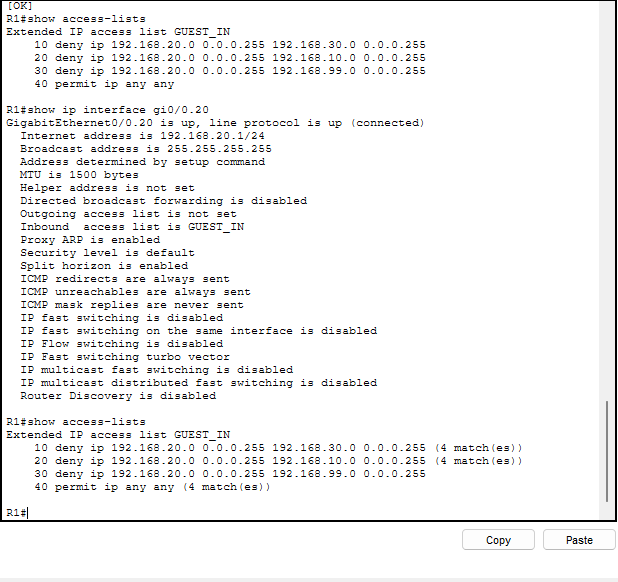 [OK]
R1#show access-lists
Extended IP access list GUEST_IN
    10 deny ip 192.168.20.0 0.0.0.255 192.168.30.0 0.0.0.255
    20 deny ip 192.168.20.0 0.0.0.255 192.168.10.0 0.0.0.255
    30 deny ip 192.168.20.0 0.0.0.255 192.168.99.0 0.0.0.255
    40 permit ip any any

R1#show ip interface gi0/0.20
GigabitEthernet0/0.20 is up, line protocol is up (connected)
  Internet address is 192.168.20.1/24
  Broadcast address is 255.255.255.255
  Address determined by setup command
  MTU is 1500 bytes
  Helper address is not set
  Directed broadcast forwarding is disabled
  Outgoing access list is not set
  Inbound  access list is GUEST_IN
  Proxy ARP is enabled
  Security level is default
  Split horizon is enabled
  ICMP redirects are always sent
  ICMP unreachables are always sent
  ICMP mask replies are never sent
  IP fast switching is disabled
  IP fast switching on the same interface is disabled
  IP Flow switching is disabled
  IP Fast switching turbo vector
  IP multicast fast switching is disabled
  IP multicast distributed fast switching is disabled
  Router Discovery is disabled

R1#show access-lists
Extended IP access list GUEST_IN
    10 deny ip 192.168.20.0 0.0.0.255 192.168.30.0 0.0.0.255 (4 match(es))
    20 deny ip 192.168.20.0 0.0.0.255 192.168.10.0 0.0.0.255 (4 match(es))
    30 deny ip 192.168.20.0 0.0.0.255 192.168.99.0 0.0.0.255
    40 permit ip any any (4 match(es))

R1#
Copy
Paste